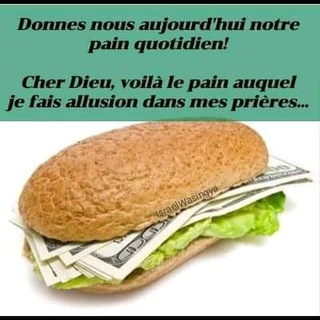 Donnes nous aujourd'hui notre
pain quotidien!
Cher Dieu, voilà le pain auquel
je fais allusion dans mes prières...
IsraelWasingya